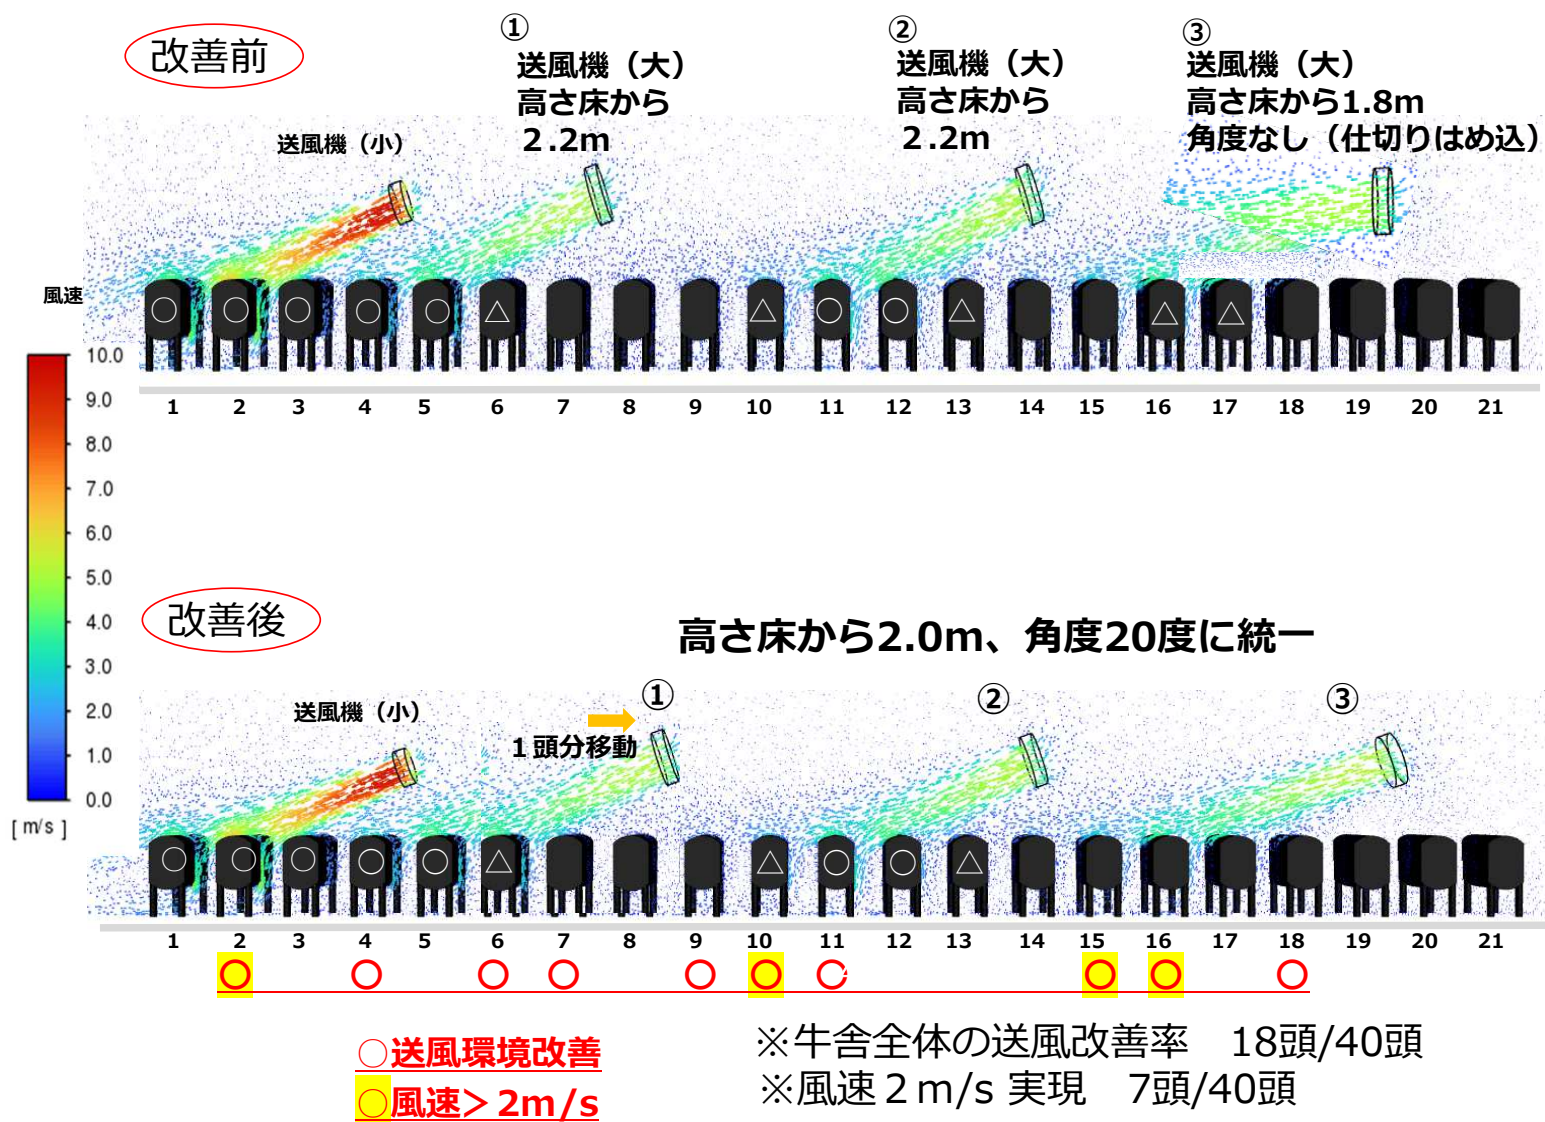 改善前
①
送風機（大）
高さ床から
２.２m
②
送風機（大）
高さ床から
２.２m
③
送風機（大）
高さ床から1.8m
角度なし（仕切りはめ込）
送風機（小）
風速
○ ○ ○ ○ ○ △ △ ○ ○ △ △ △
1 2 3 4 5 6 7 8 9 10 11 12 13 14 15 16 17 18 19 20 21
10.0
9.0
8.0
7.0
6.0
5.0
4.0
3.0
2.0
1.0
0.0
[ m/s ]
改善後
高さ床から2.0m、角度20度に統一
送風機（小）
①
１頭分移動
②
③
○ ○ ○ ○ ○ △ △ ○ ○ △
1 2 3 4 5 6 7 8 9 10 11 12 13 14 15 16 17 18 19 20 21
○ ○ ○ ○ ○ ○ ○ ○ ○ ○
○送風環境改善
○風速＞2m/s
※牛舎全体の送風改善率　18頭/40頭
※風速２m/s 実現　7頭/40頭